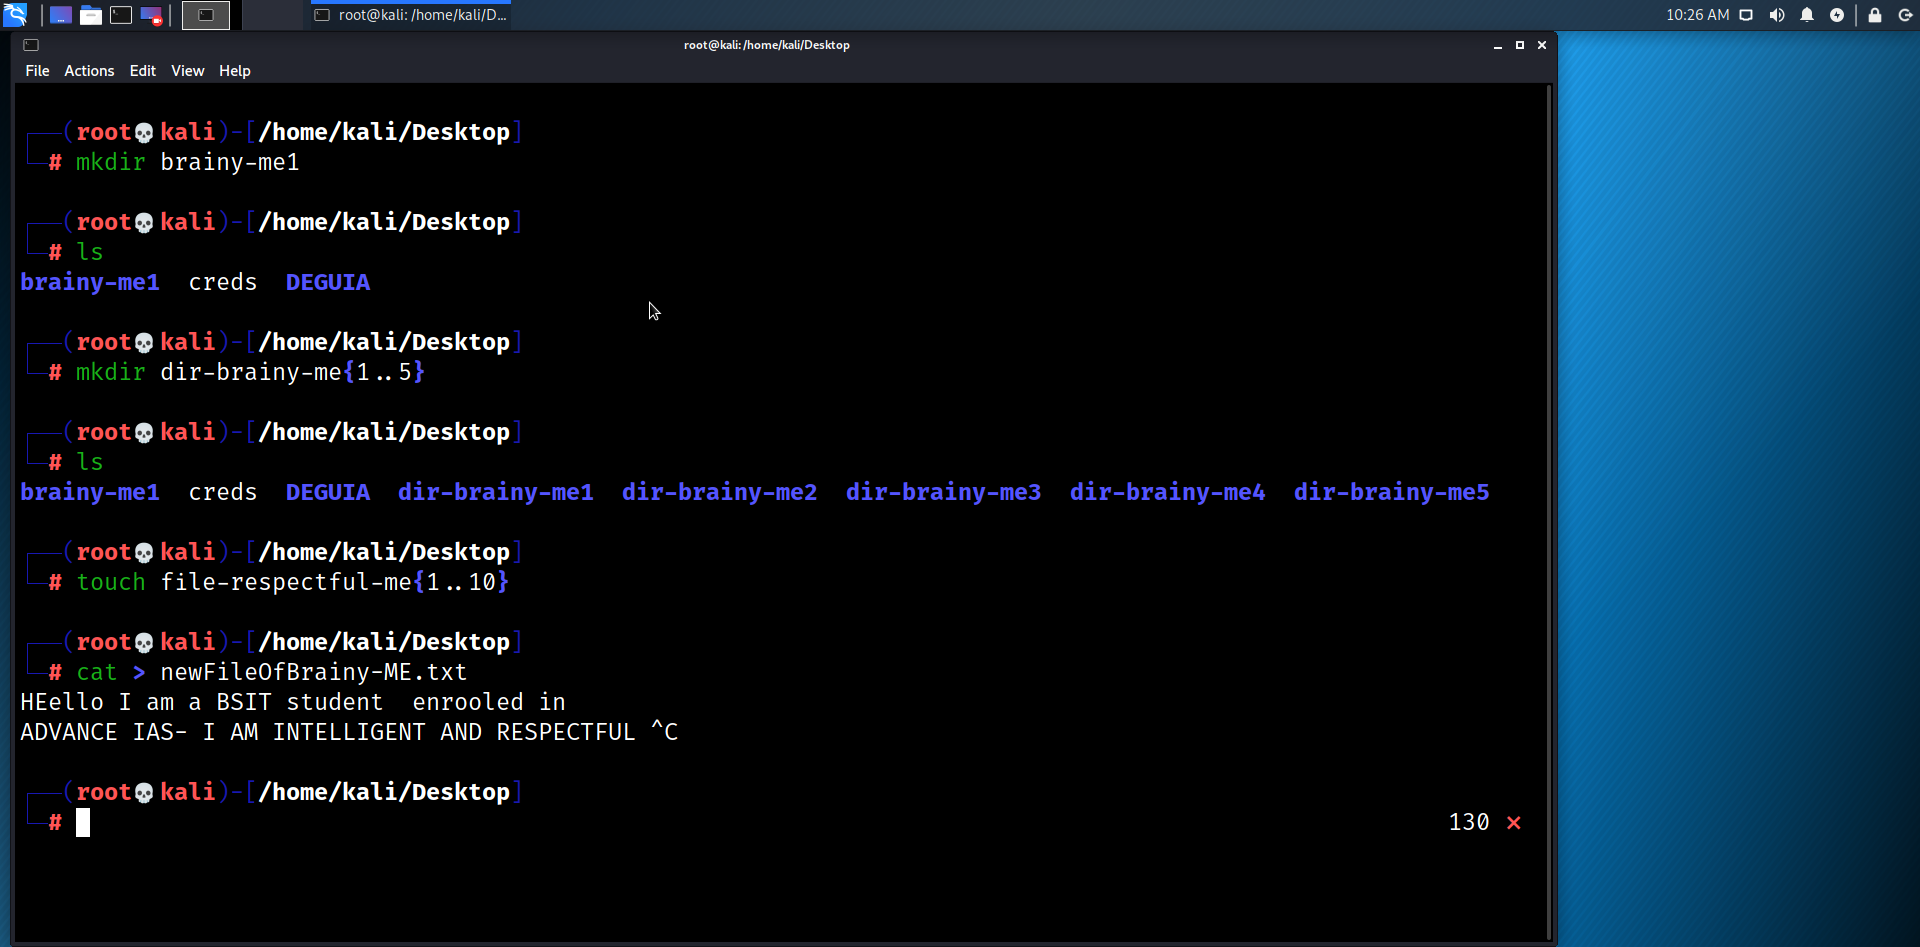 root@kali: /home/kali/D...
10:26 AM
root@kali: /home/kali/Desktop
File Actions Edit View Help
(root💀kali)-[/home/kali/Desktop]
# mkdir brainy-me1
(root💀kali)-[/home/kali/Desktop]
# ls
brainy-me1 creds DEGUIA
(root💀kali)-[/home/kali/Desktop]
# mkdir dir-brainy-me{1..5}
(root💀kali)-[/home/kali/Desktop]
# ls
brainy-me1 creds DEGUIA dir-brainy-me1 dir-brainy-me2 dir-brainy-me3 dir-brainy-me4 dir-brainy-me5
(root💀kali)-[/home/kali/Desktop]
# touch file-respectful-me{1..10}
(root💀kali)-[/home/kali/Desktop]
# cat > newFileOfBrainy-ME.txt
HEello I am a BSIT student  enrooled in
ADVANCE IAS- I AM INTELLIGENT AND RESPECTFUL ^C
(root💀kali)-[/home/kali/Desktop]
# 130 ⨯